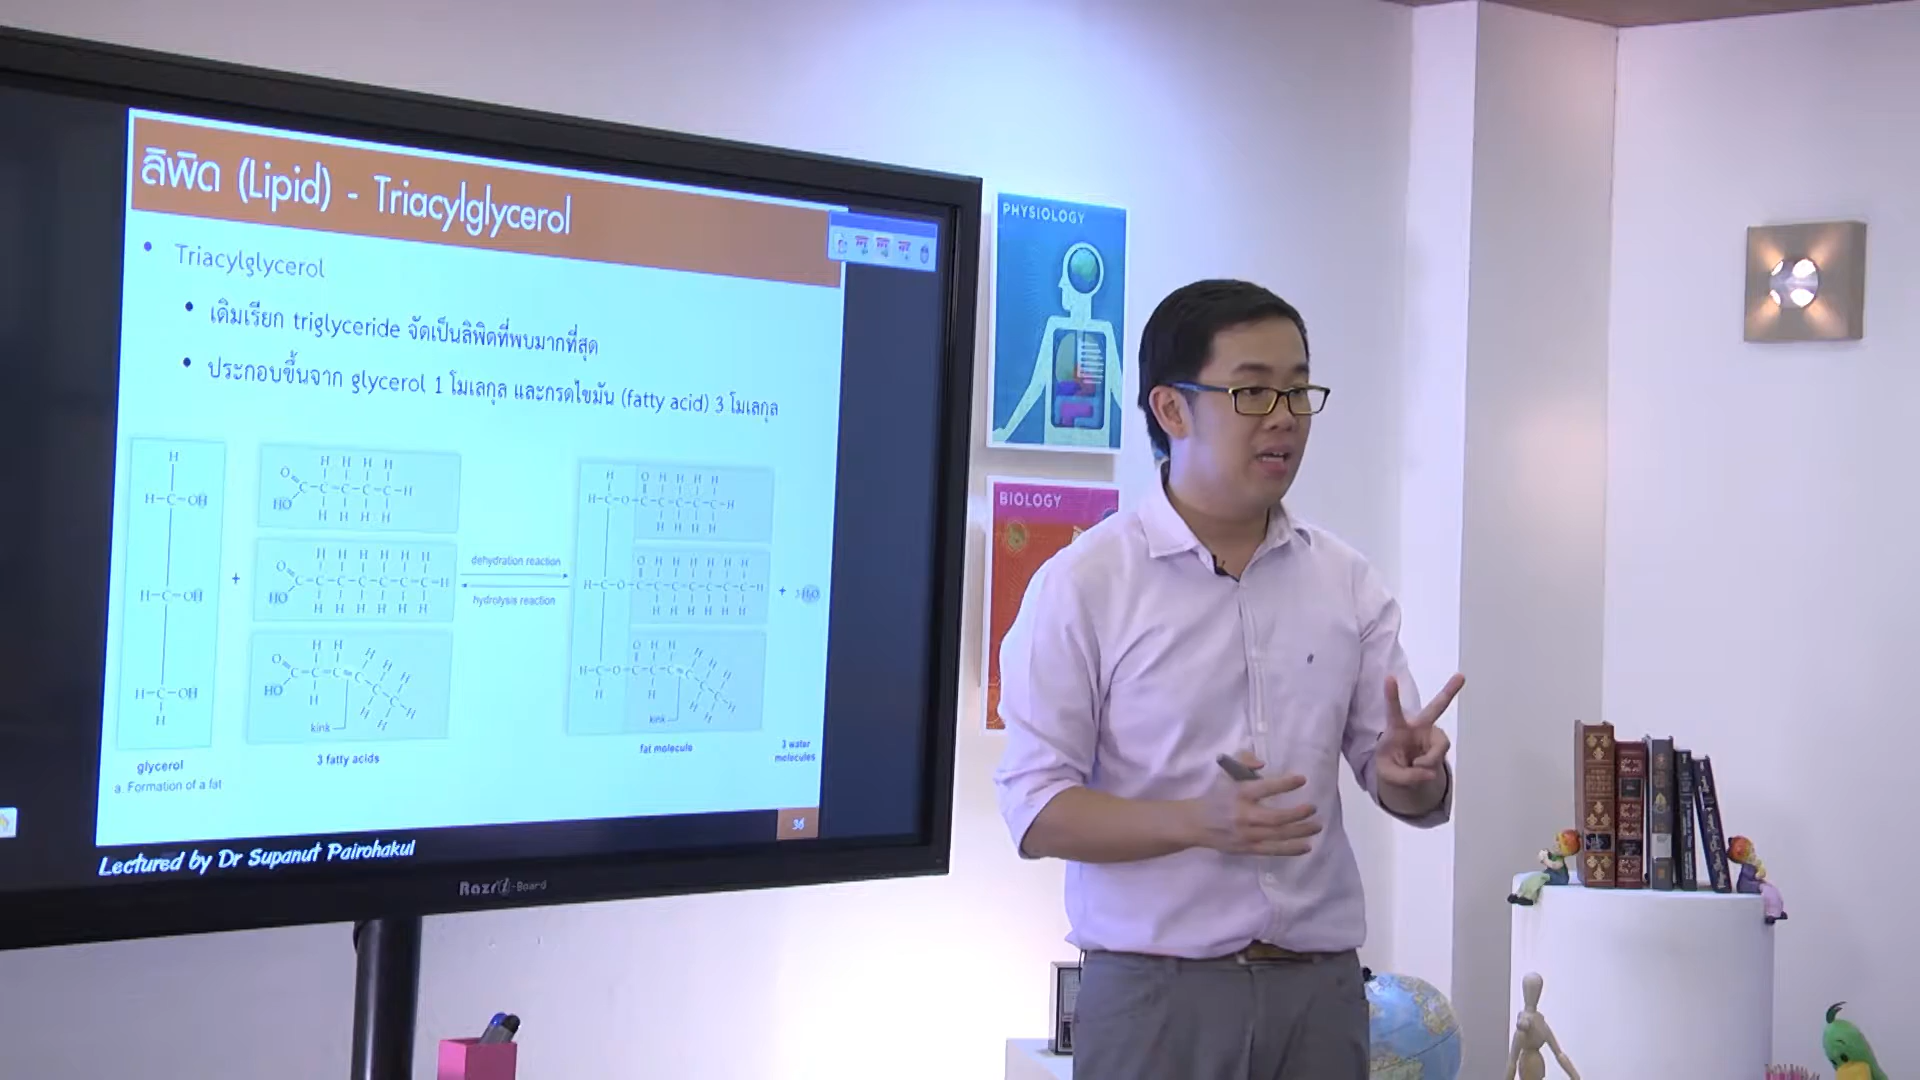 ลิพิด (Lipid) - Triacylglycerol
• Triacylglycerol
• เดิมเรียก triglyceride จัดเป็นลิพิดที่พบมากที่สุด
• ประกอบขึ้นจาก glycerol 1 โมเลกุล และกรดไขมัน (fatty acid) 3 โมเลกุล
dehydration reaction
hydrolysis reaction
kink
kink
glycerol
3 fatty acids
fat molecule
3 water
molecules
a. Formation of a fat
36
Lectured by Dr Supanut Pairohakul
Razr i-Board
PHYSIOLOGY
BIOLOGY